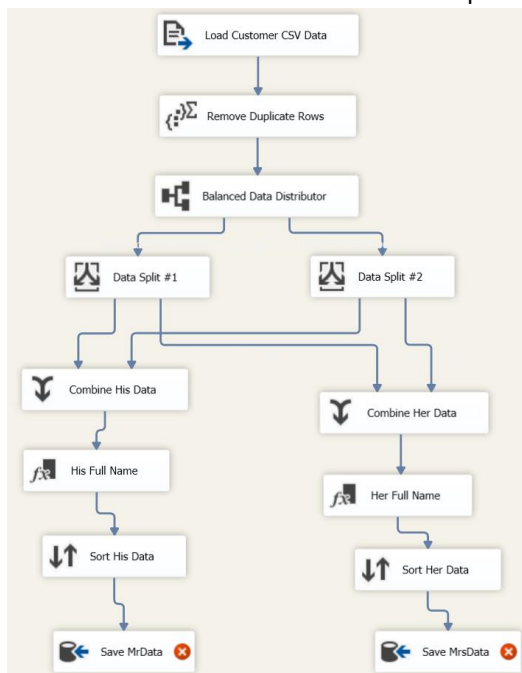 Load Customer CSV Data
Remove Duplicate Rows
Balanced Data Distributor
Data Split #1
Data Split #2
Combine His Data
Combine Her Data
His Full Name
Her Full Name
Sort His Data
Sort Her Data
Save MrData
Save MrsData